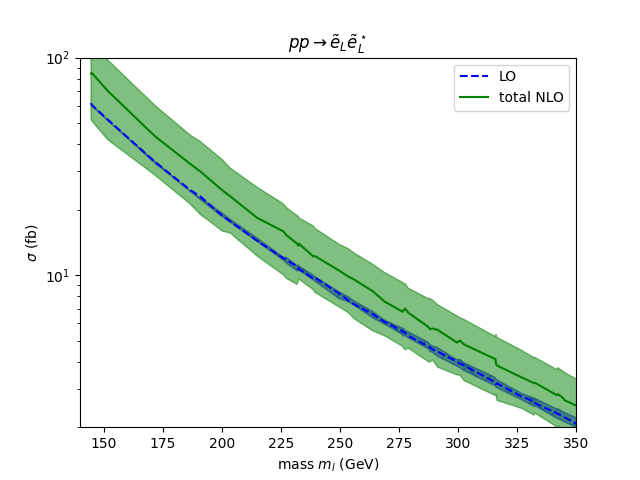 pp → ẽ_L ẽ_L^*
LO
total NLO
10^2
10^1
σ (fb)
150 175 200 225 250 275 300 325 350
mass m_l (GeV)